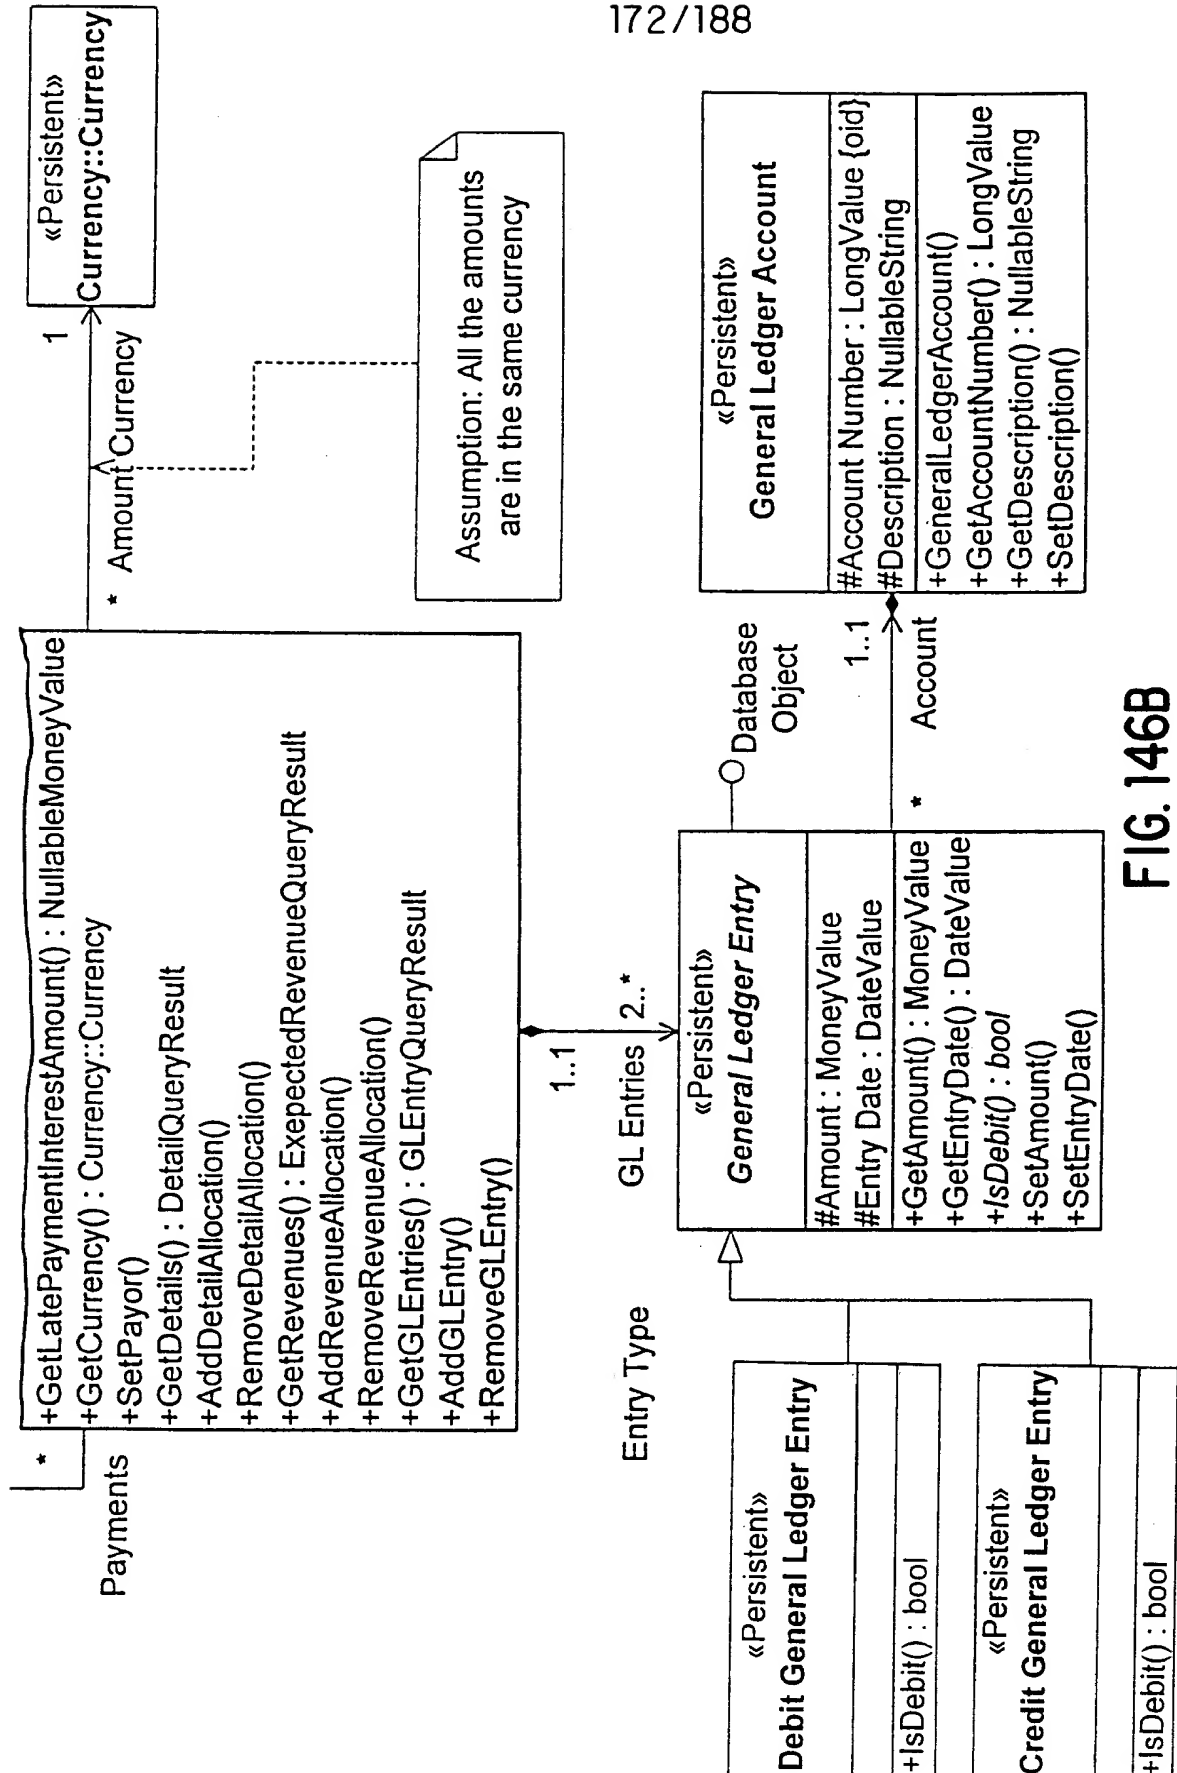 172/188
*
Payments
+GetLatePaymentInterestAmount() : NullableMoneyValue
+GetCurrency() : Currency::Currency
+SetPayor()
+GetDetails() : DetailQueryResult
+AddDetailAllocation()
+RemoveDetailAllocation()
+GetRevenues() : ExpectedRevenueQueryResult
+AddRevenueAllocation()
+RemoveRevenueAllocation()
+GetGLEntries() : GLEntryQueryResult
+AddGLEntry()
+RemoveGLEntry()
*
Amount Currency
1
«Persistent»
Currency::Currency
Assumption: All the amounts
are in the same currency
1..1
GL Entries
2..*
Entry Type
«Persistent»
General Ledger Entry
#Amount : MoneyValue
#Entry Date : DateValue
+GetAmount() : MoneyValue
+GetEntryDate() : DateValue
+IsDebit() : bool
+SetAmount()
+SetEntryDate()
Database
Object
*
1..1
Account
«Persistent»
General Ledger Account
#Account Number : LongValue {oid}
#Description : NullableString
+GeneralLedgerAccount()
+GetAccountNumber() : LongValue
+GetDescription() : NullableString
+SetDescription()
«Persistent»
Debit General Ledger Entry
+IsDebit() : bool
«Persistent»
Credit General Ledger Entry
+IsDebit() : bool
FIG. 146B